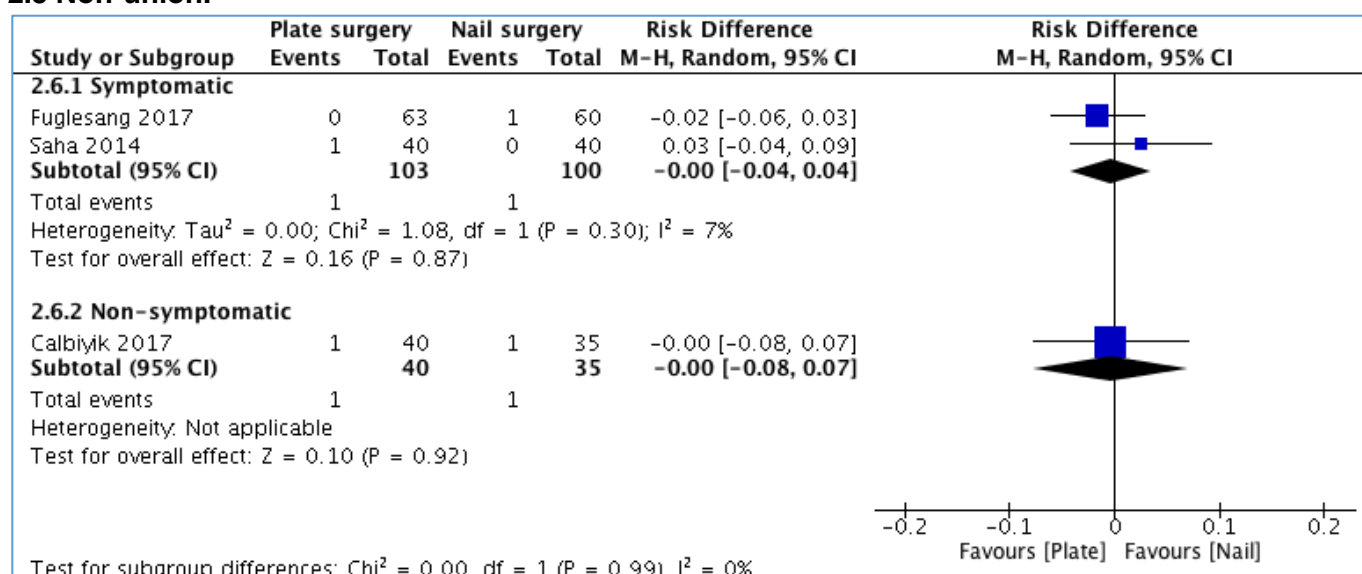 2.6 Non-union:
Plate surgery Nail surgery Risk Difference Risk Difference
Study or Subgroup Events Total Events Total M-H, Random, 95% CI M-H, Random, 95% CI
2.6.1 Symptomatic
Fuglesang 2017 0 63 1 60 -0.02 [-0.06, 0.03]
Saha 2014 1 40 0 40 0.03 [-0.04, 0.09]
Subtotal (95% CI) 103 100 -0.00 [-0.04, 0.04]
Total events 1 1
Heterogeneity: Tau² = 0.00; Chi² = 1.08, df = 1 (P = 0.30); I² = 7%
Test for overall effect: Z = 0.16 (P = 0.87)
2.6.2 Non-symptomatic
Calbiyik 2017 1 40 1 35 -0.00 [-0.08, 0.07]
Subtotal (95% CI) 40 35 -0.00 [-0.08, 0.07]
Total events 1 1
Heterogeneity: Not applicable
Test for overall effect: Z = 0.10 (P = 0.92)
-0.2 -0.1 0 0.1 0.2
Favours [Plate] Favours [Nail]
Test for subgroup differences: Chi² = 0.00, df = 1 (P = 0.99), I² = 0%